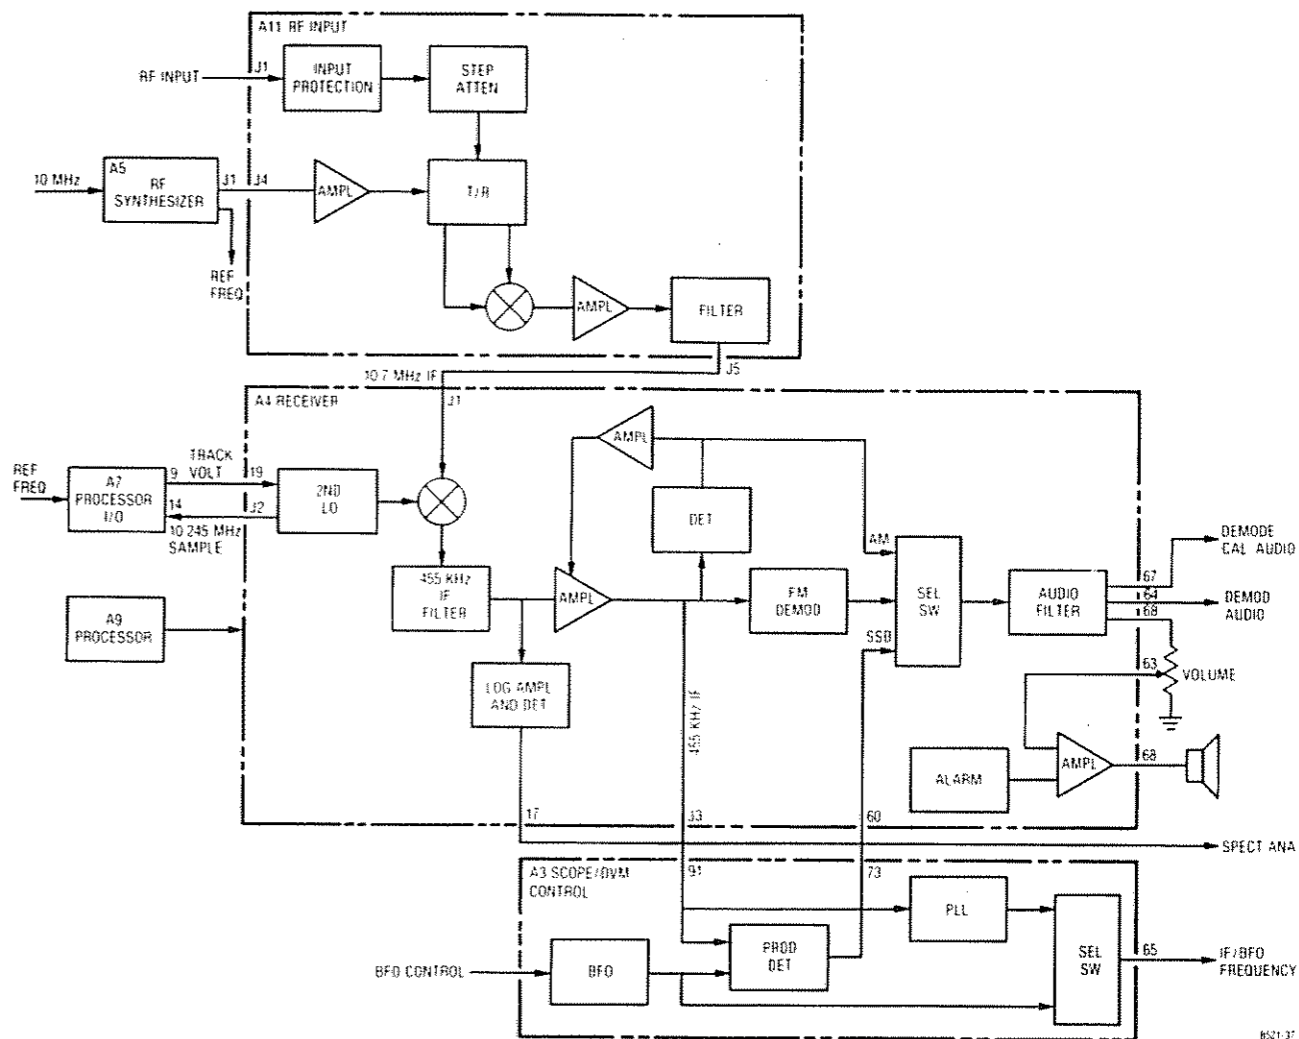 A11 RF INPUT
RF INPUT
J1
INPUT
PROTECTION
STEP
ATTEN
10 MHz
A5
RF
SYNTHESIZER
J1
J4
AMPL
T/R
REF
FREQ
AMPL
FILTER
J5
10 7 MHz IF
J1
A4 RECEIVER
AMPL
REF
FREQ
A7
PROCESSOR
I/O
9
TRACK
VOLT
19
14
J2
10 245 MHz
SAMPLE
2ND
LO
DET
AM
DEMODE
CAL AUDIO
455 KHz
IF
FILTER
AMPL
FM
DEMOD
SEL
SW
AUDIO
FILTER
67
64
68
DEMOD
AUDIO
A9
PROCESSOR
SSB
63
VOLUME
LOG AMPL
AND DET
455 KHz IF
ALARM
AMPL
68
17
J3
60
SPECT ANA
A3 SCOPE/DVM
CONTROL
91
73
PLL
BFO CONTROL
BFO
PROD
DET
SEL
SW
65
IF/BFO
FREQUENCY